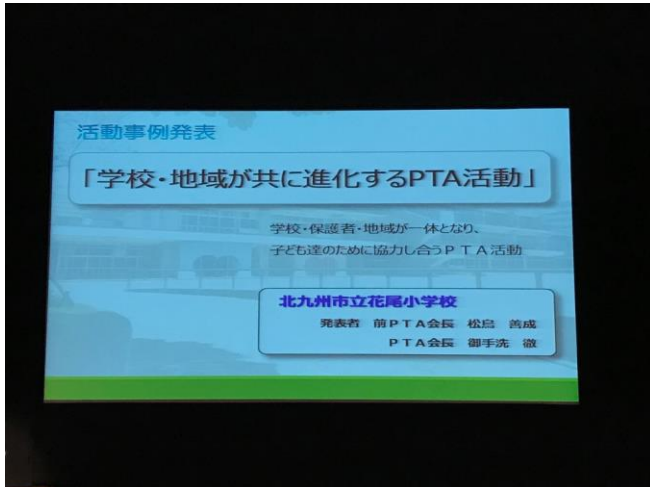 活動事例発表
「学校・地域が共に進化するPTA活動」
学校・保護者・地域が一体となり、
子ども達のために協力し合うPTA活動
北九州市立花尾小学校
発表者 前PTA会長 松烏 善成
PTA会長 御手洗 徹